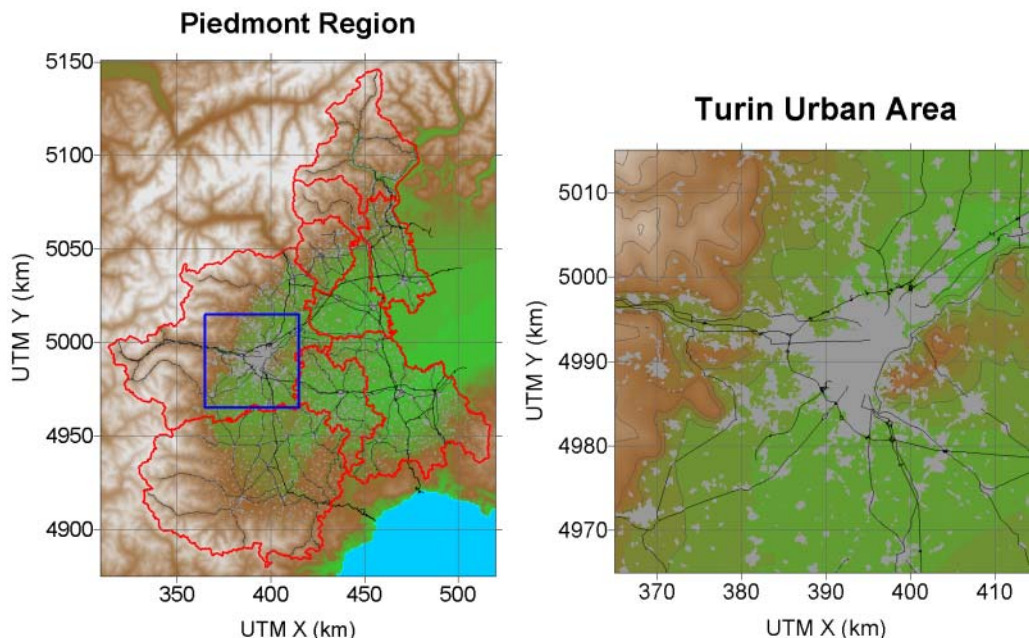 Piedmont Region
5150
5100
5050
5000
4950
4900
UTM Y (km)
350 400 450 500
UTM X (km)
Turin Urban Area
5010
5000
4990
4980
4970
UTM Y (km)
370 380 390 400 410
UTM X (km)